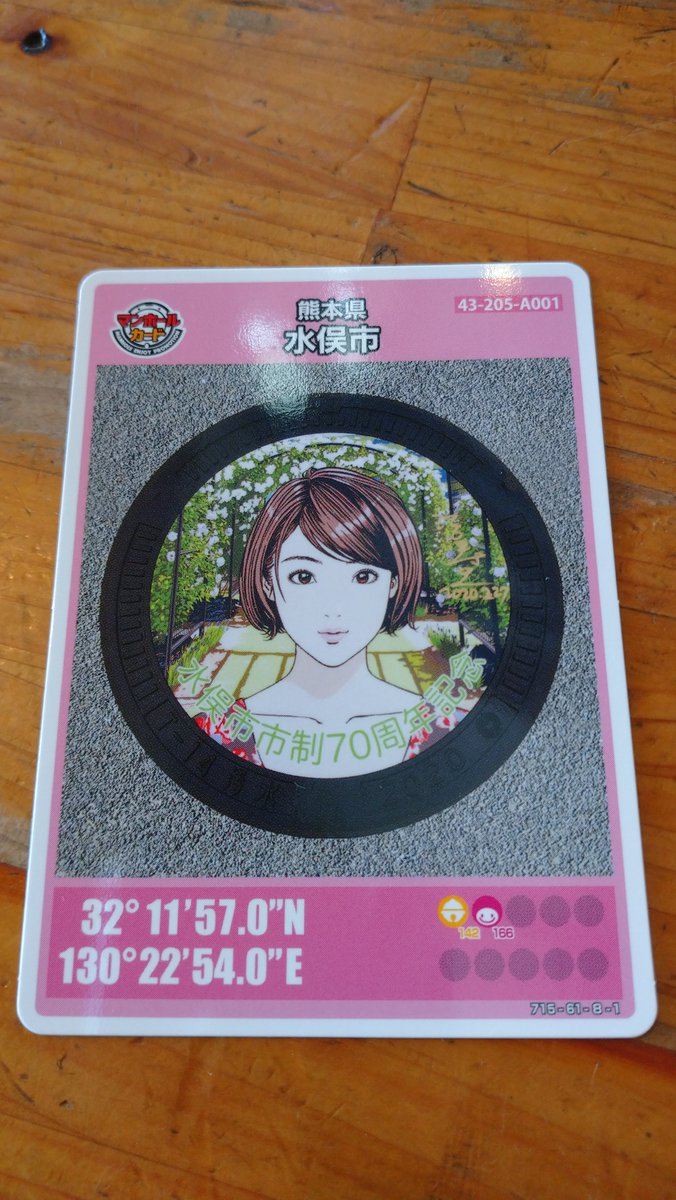 マンホール
カード
熊本県
水俣市
43-205-A001
水俣市市制70周年記念
T-14
32°11'57.0"N
130°22'54.0"E
142
166
715-61-8-1